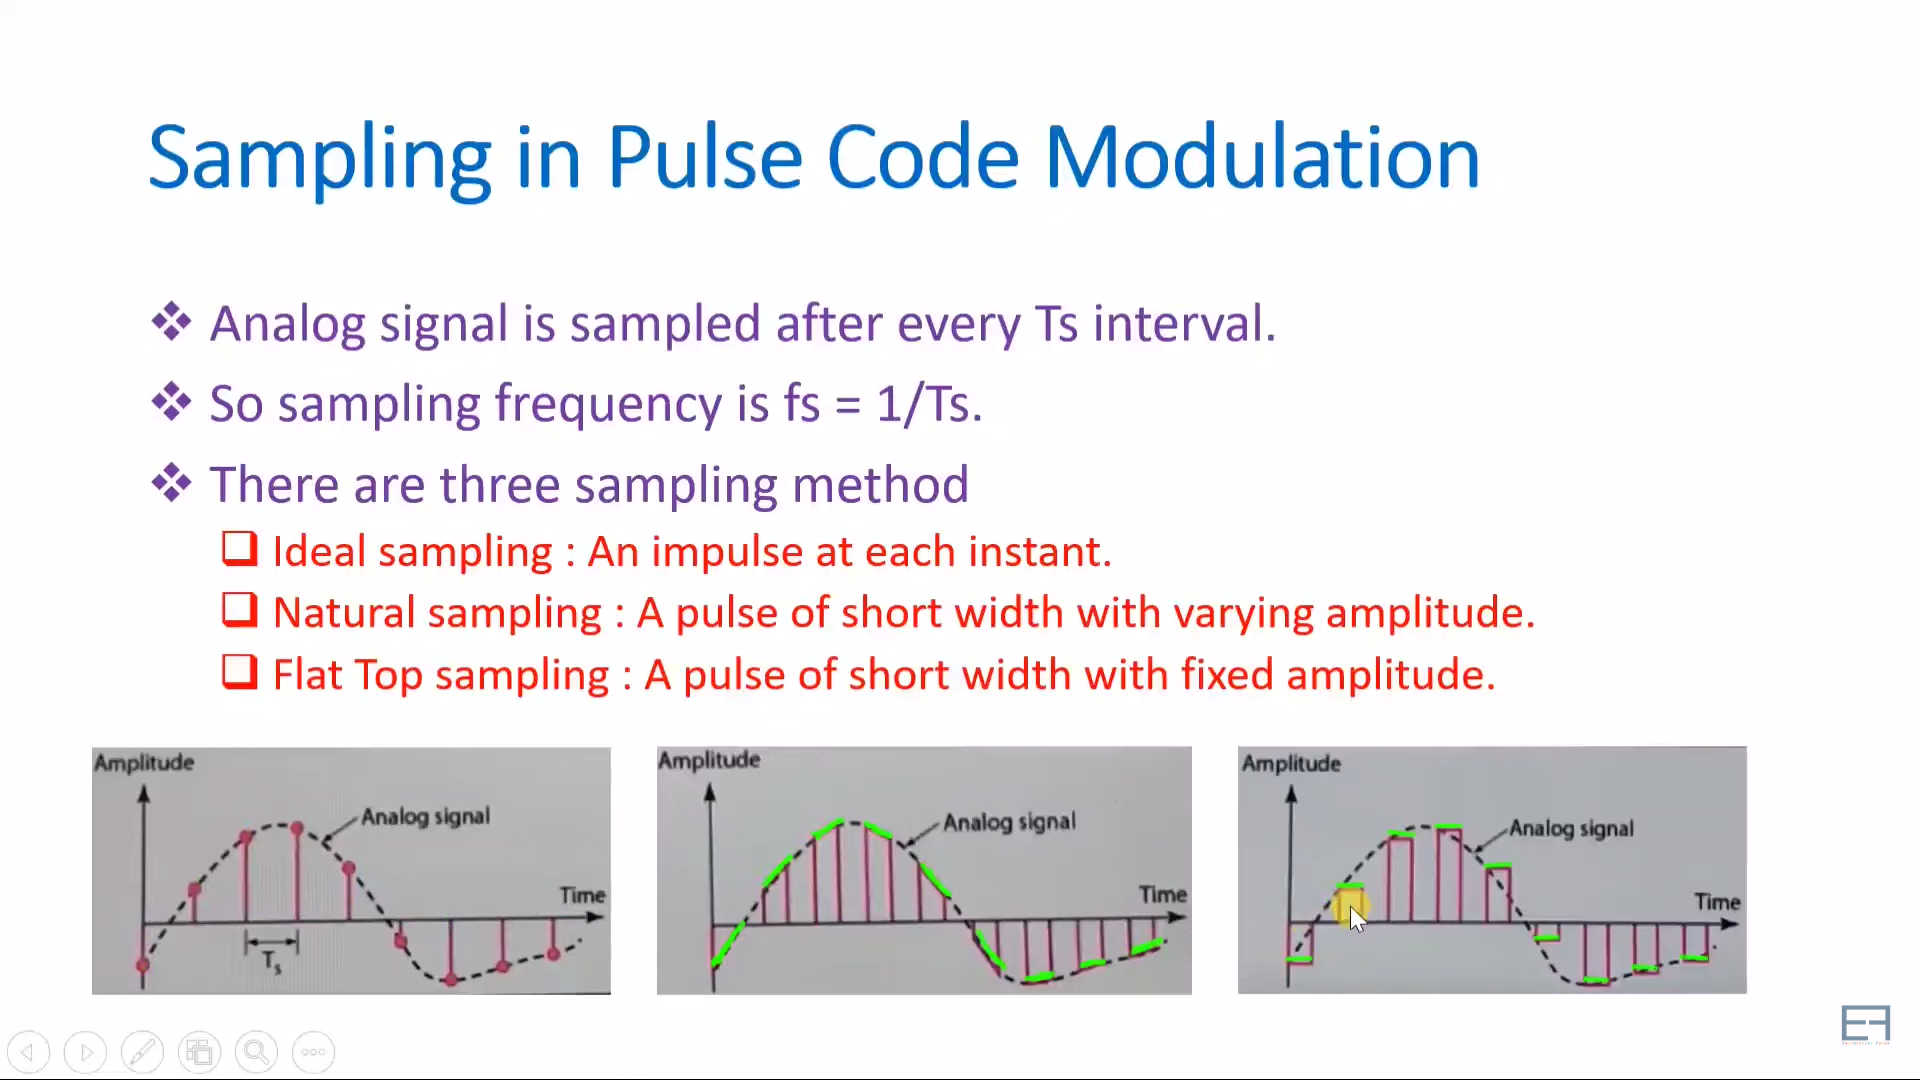 Sampling in Pulse Code Modulation
Analog signal is sampled after every Ts interval.
So sampling frequency is fs = 1/Ts.
There are three sampling method
Ideal sampling : An impulse at each instant.
Natural sampling : A pulse of short width with varying amplitude.
Flat Top sampling : A pulse of short width with fixed amplitude.
Amplitude
Analog signal
Time
Ts
Amplitude
Analog signal
Time
Amplitude
Analog signal
Time
EF